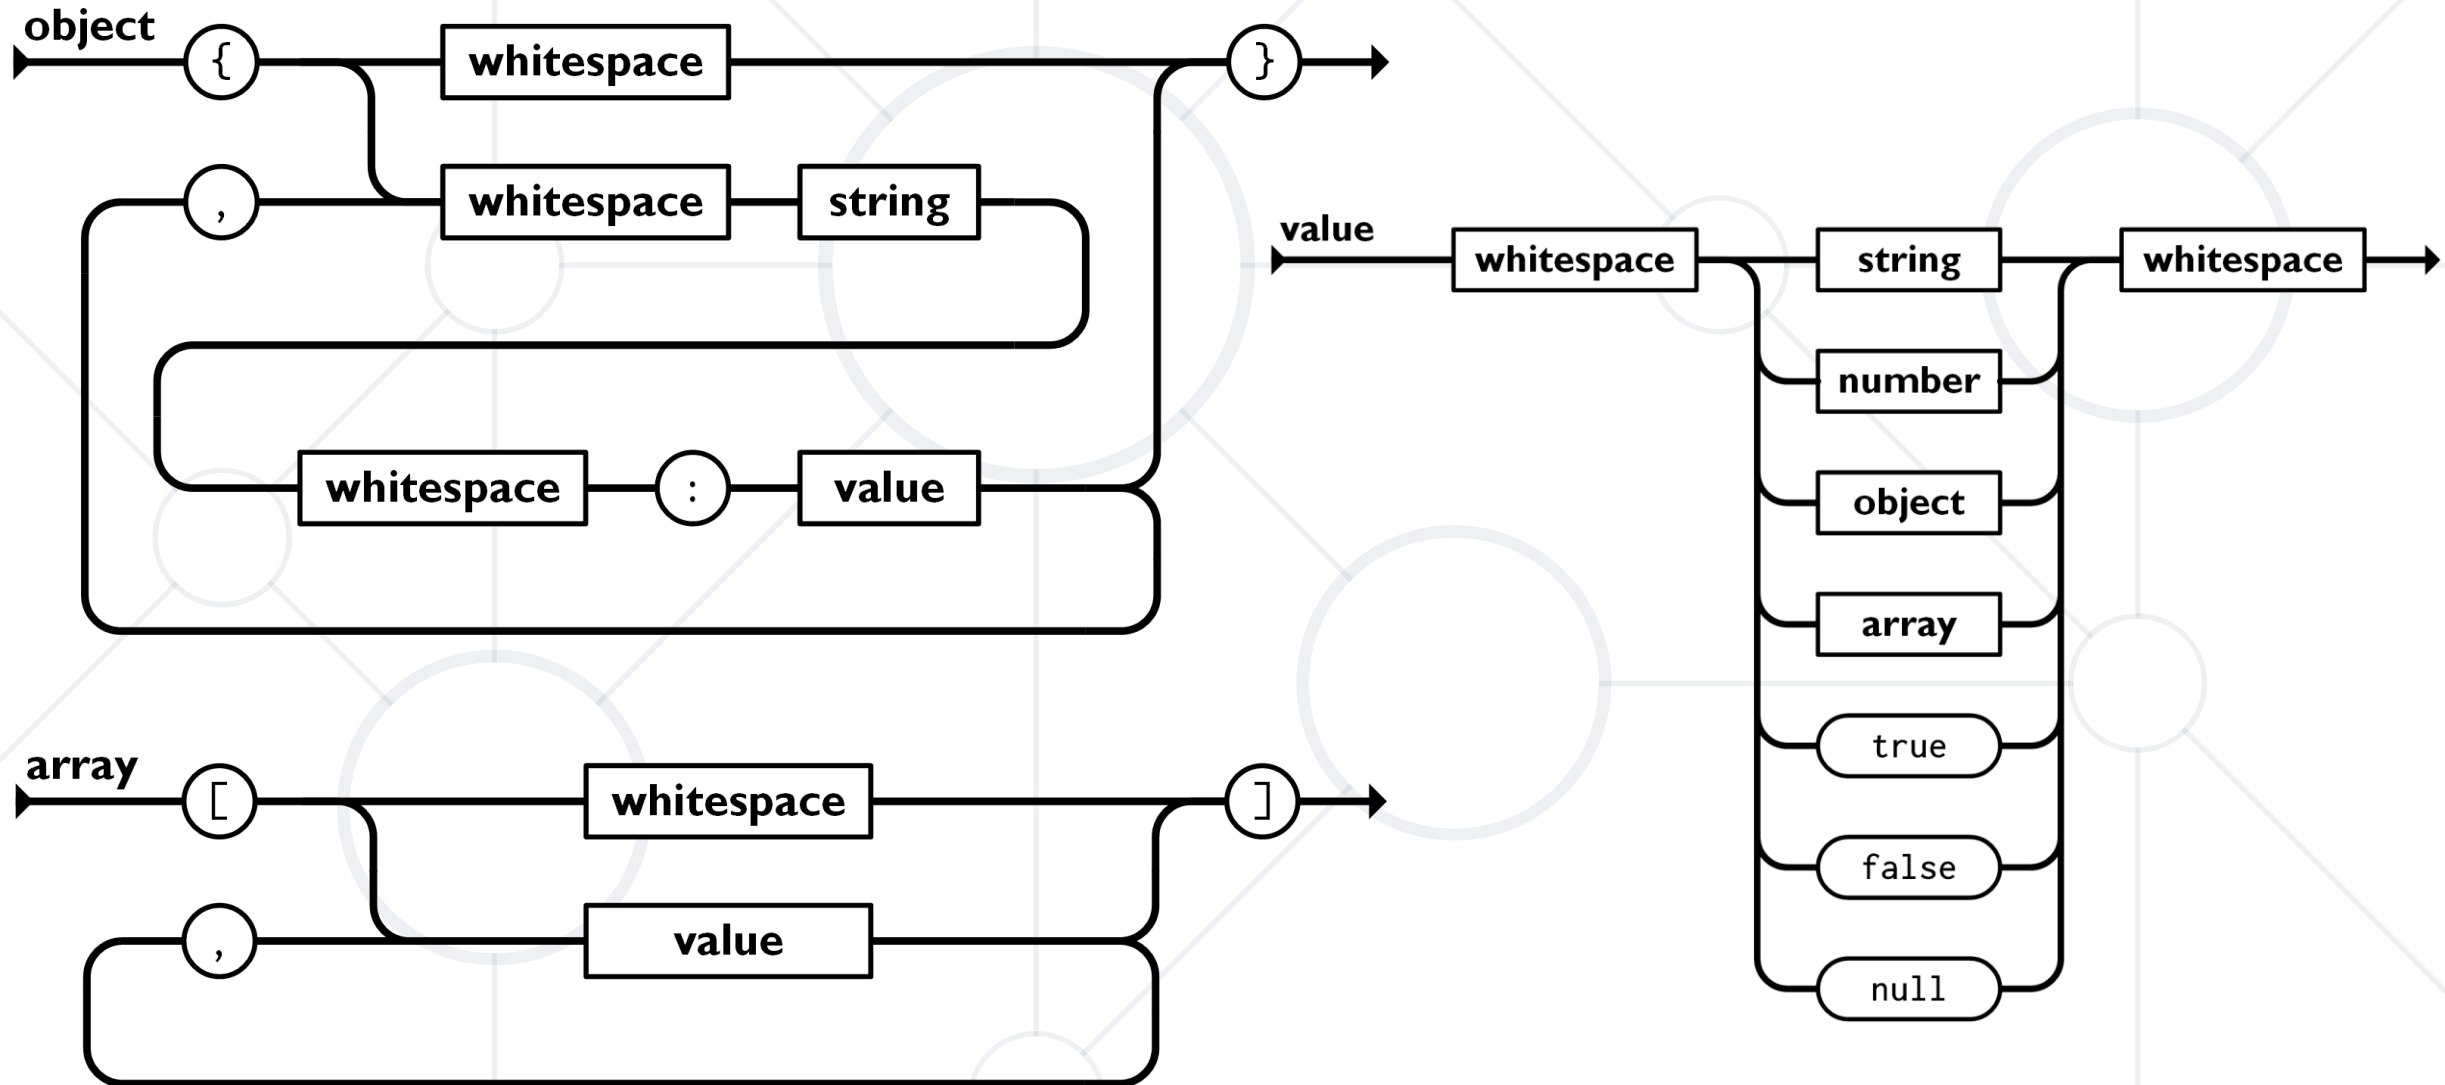 object
{ whitespace }
, whitespace string
whitespace : value
array
[ whitespace ]
, value
value
whitespace string whitespace
number
object
array
true
false
null